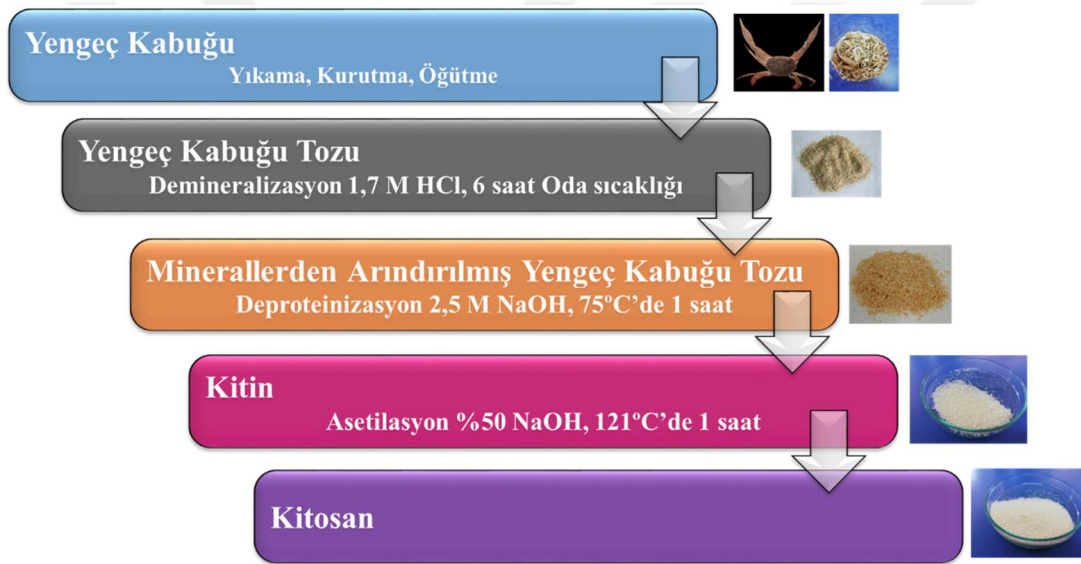 Yengeç Kabuğu
Yıkama, Kurutma, Öğütme
Yengeç Kabuğu Tozu
Demineralizasyon 1,7 M HCl, 6 saat Oda sıcaklığı
Minerallerden Arındırılmış Yengeç Kabuğu Tozu
Deproteinizasyon 2,5 M NaOH, 75ºC’de 1 saat
Kitin
Asetilasyon %50 NaOH, 121ºC’de 1 saat
Kitosan